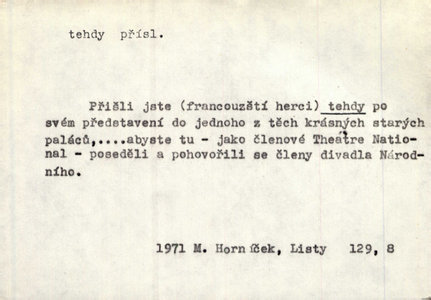 tehdy přísl.
Přišli jste (francouzští herci) tehdy po
svém představení do jednoho z těch krásných starých
paláců,....abyste tu - jako členové Theátre Natio-
nal - poseděli a pohovořili se členy divadla Národ-
ního.
1971 M. Horníček, Listy 129, 8